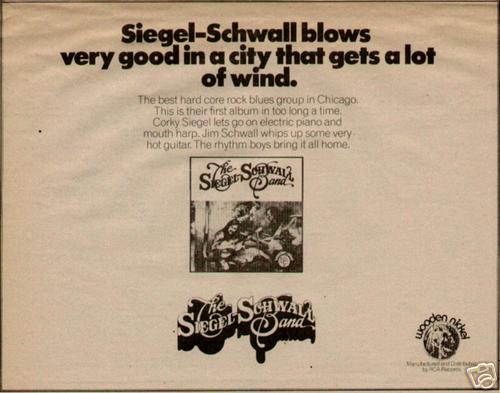 Siegel-Schwall blows
very good in a city that gets a lot
of wind.
The best hard core rock blues group in Chicago.
This is their first album in too long a time.
Corky Siegel lets go on electric piano and
mouth harp. Jim Schwall whips up some very
hot guitar. The rhythm boys bring it all home.
The
SIEGEL-SCHWALL
Band
The
SIEGEL-SCHWALL
Band
wooden nickel
Manufactured and Distributed
by RCA Records